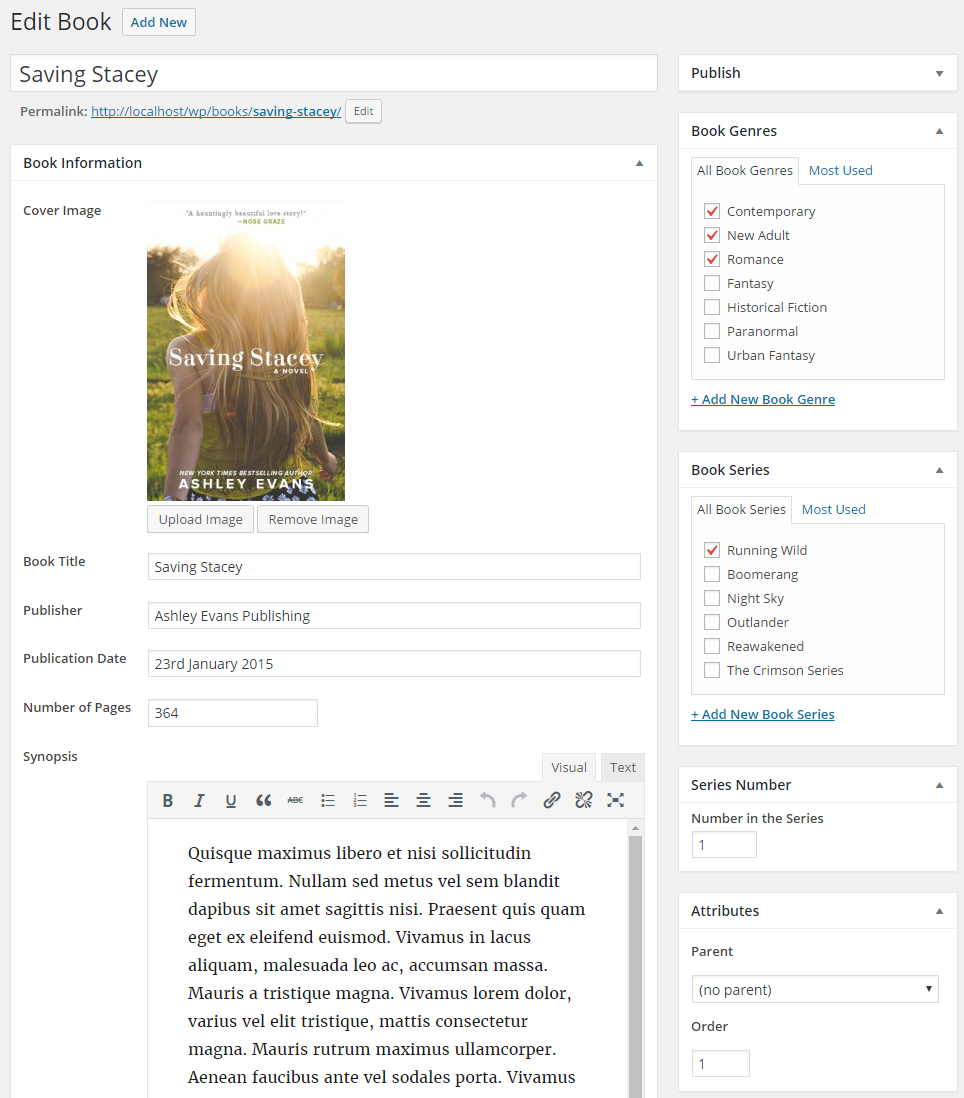 Edit Book Add New
Saving Stacey
Permalink: http://localhost/wp/books/saving-stacey/ Edit
Book Information
Cover Image
"A hauntingly beautiful love story!"
—NOSE GRAZE
Saving Stacey
A NOVEL
NEW YORK TIMES BESTSELLING AUTHOR
ASHLEY EVANS
Upload Image Remove Image
Book Title Saving Stacey
Publisher Ashley Evans Publishing
Publication Date 23rd January 2015
Number of Pages 364
Synopsis
Visual Text
B I U ABC
Quisque maximus libero et nisi sollicitudin
fermentum. Nullam sed metus vel sem blandit
dapibus sit amet sagittis nisi. Praesent quis quam
eget ex eleifend euismod. Vivamus in lacus
aliquam, malesuada leo ac, accumsan massa.
Mauris a tristique magna. Vivamus lorem dolor,
varius vel elit tristique, mattis consectetur
magna. Mauris rutrum maximus ullamcorper.
Aenean faucibus ante vel sodales porta. Vivamus
Publish
Book Genres
All Book Genres Most Used
Contemporary
New Adult
Romance
Fantasy
Historical Fiction
Paranormal
Urban Fantasy
+ Add New Book Genre
Book Series
All Book Series Most Used
Running Wild
Boomerang
Night Sky
Outlander
Reawakened
The Crimson Series
+ Add New Book Series
Series Number
Number in the Series
1
Attributes
Parent
(no parent)
Order
1